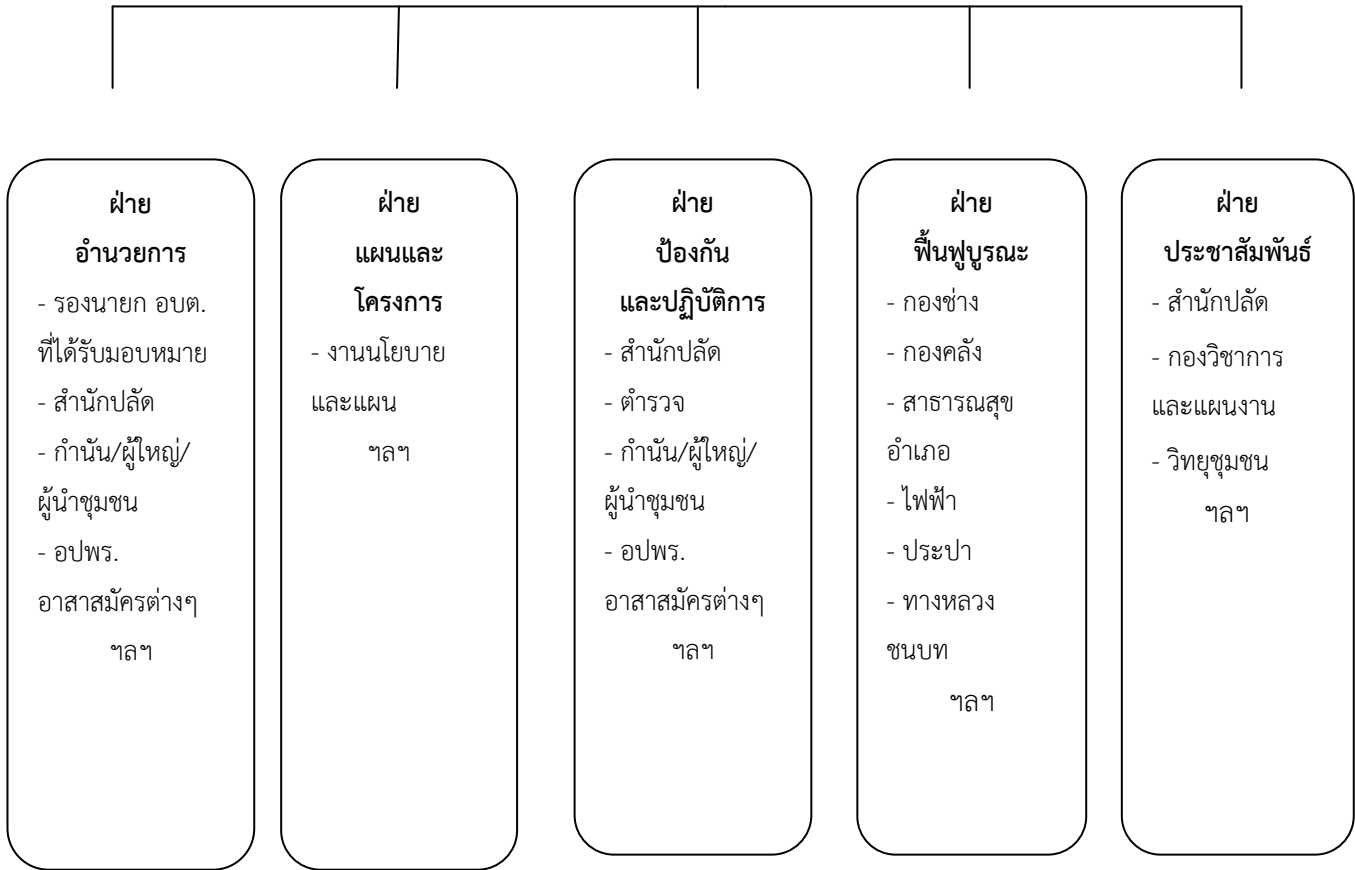 ฝ่าย
อำนวยการ
- รองนายก อบต.
ที่ได้รับมอบหมาย
- สำนักปลัด
- กำนัน/ผู้ใหญ่/
ผู้นำชุมชน
- อปพร.
อาสาสมัครต่างๆ
ฯลฯ
ฝ่าย
แผนและ
โครงการ
- งานนโยบาย
และแผน
ฯลฯ
ฝ่าย
ป้องกัน
และปฏิบัติการ
- สำนักปลัด
- ตำรวจ
- กำนัน/ผู้ใหญ่/
ผู้นำชุมชน
- อปพร.
อาสาสมัครต่างๆ
ฯลฯ
ฝ่าย
ฟื้นฟูบูรณะ
- กองช่าง
- กองคลัง
- สาธารณสุข
อำเภอ
- ไฟฟ้า
- ประปา
- ทางหลวง
ชนบท
ฯลฯ
ฝ่าย
ประชาสัมพันธ์
- สำนักปลัด
- กองวิชาการ
และแผนงาน
- วิทยุชุมชน
ฯลฯ